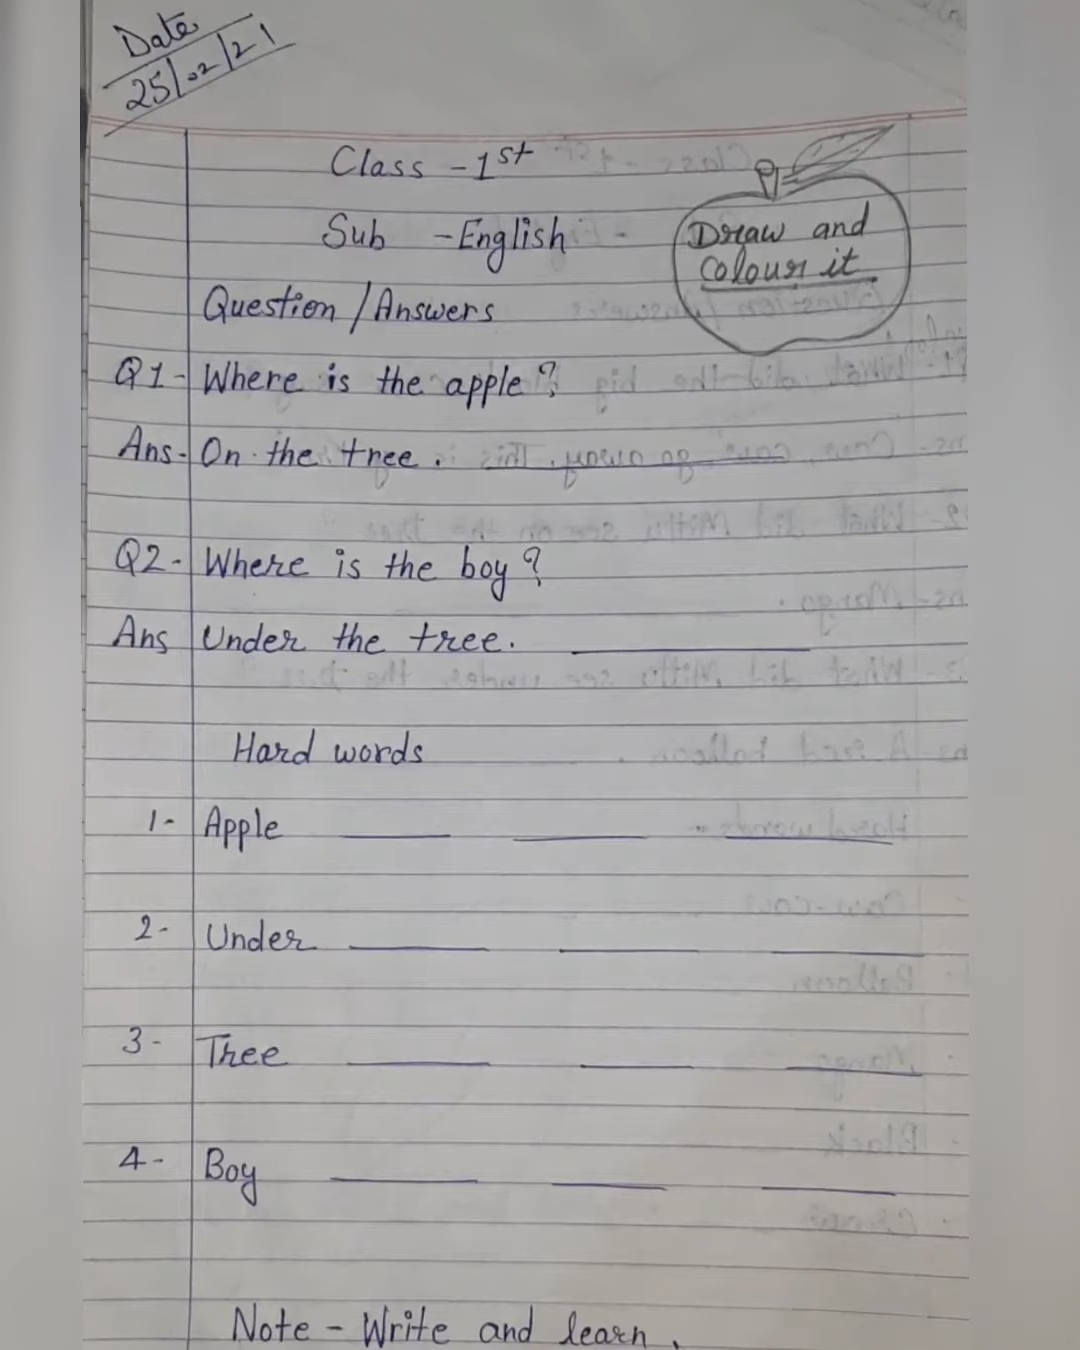 Date
25/02/21
Class - 1st
Sub - English
Draw and
colour it
Question / Answers
Q1- Where is the apple?
Ans- On the tree.
Q2- Where is the boy?
Ans Under the tree.
Hard words
1- Apple
2- Under
3- Tree
4- Boy
Note - Write and learn.